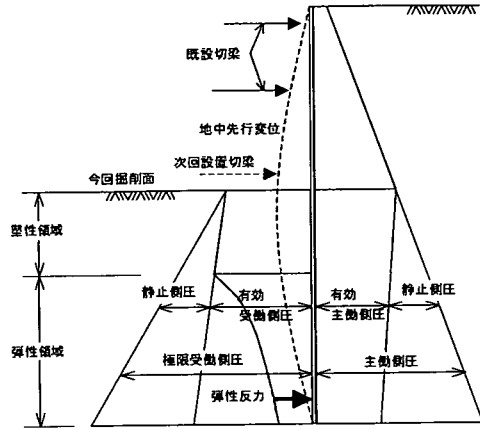 既設切梁
地中先行変位
次回設置切梁
今回掘削面
塑性領域
静止側圧
有効
受働側圧
有効
主働側圧
静止側圧
弾性領域
極限受働側圧
主働側圧
弾性反力